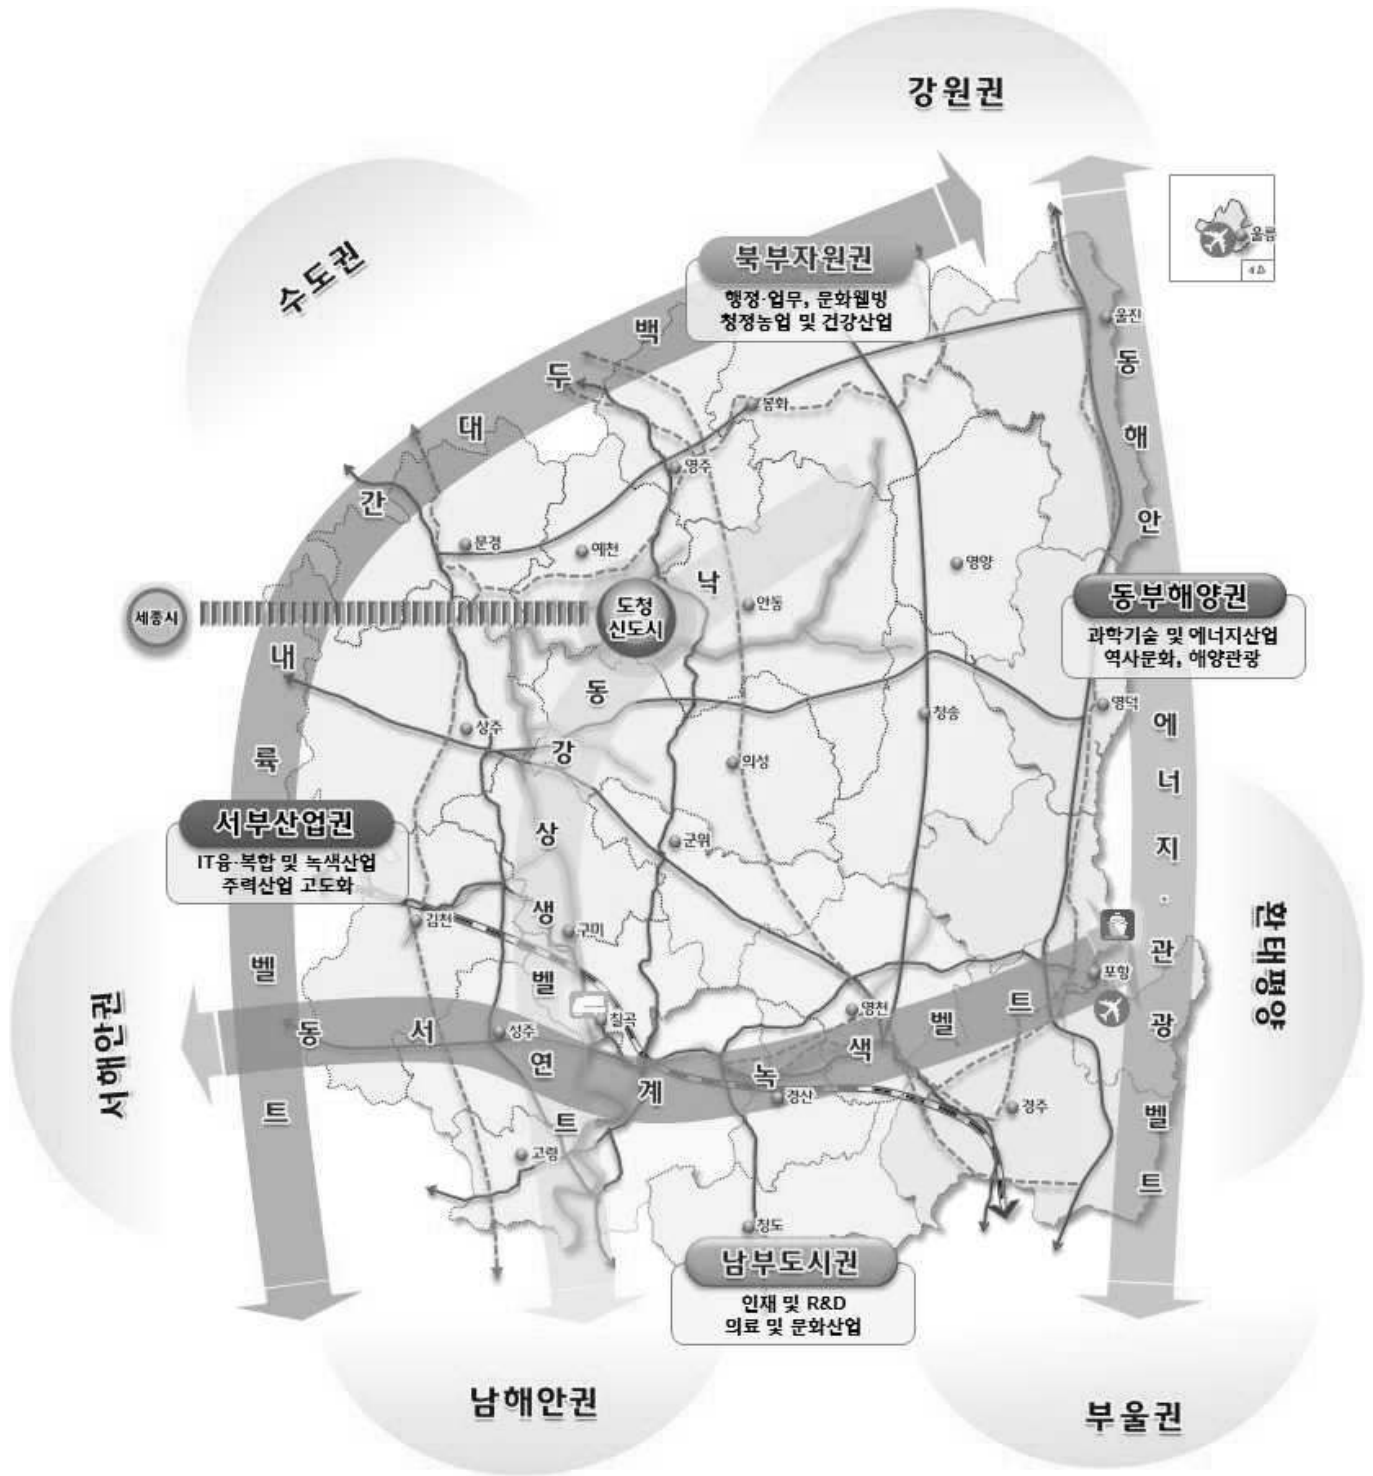 강원권
수도권
울릉
북부자원권
행정·업무, 문화웰빙
청정농업 및 건강산업
울진
백두대간내륙벨트
동해안에너지·관광벨트
봉화
영주
문경
예천
영양
낙동강상생벨트
안동
세종시
도청
신도시
동부해양권
과학기술 및 에너지산업
역사문화, 해양관광
영덕
청송
상주
의성
서부산업권
IT융·복합 및 녹색산업
주력산업 고도화
군위
김천
구미
환태평양
서해안권
포항
영천
칠곡
성주
동서연계녹색벨트
경산
경주
고령
청도
남부도시권
인재 및 R&D
의료 및 문화산업
남해안권
부울권